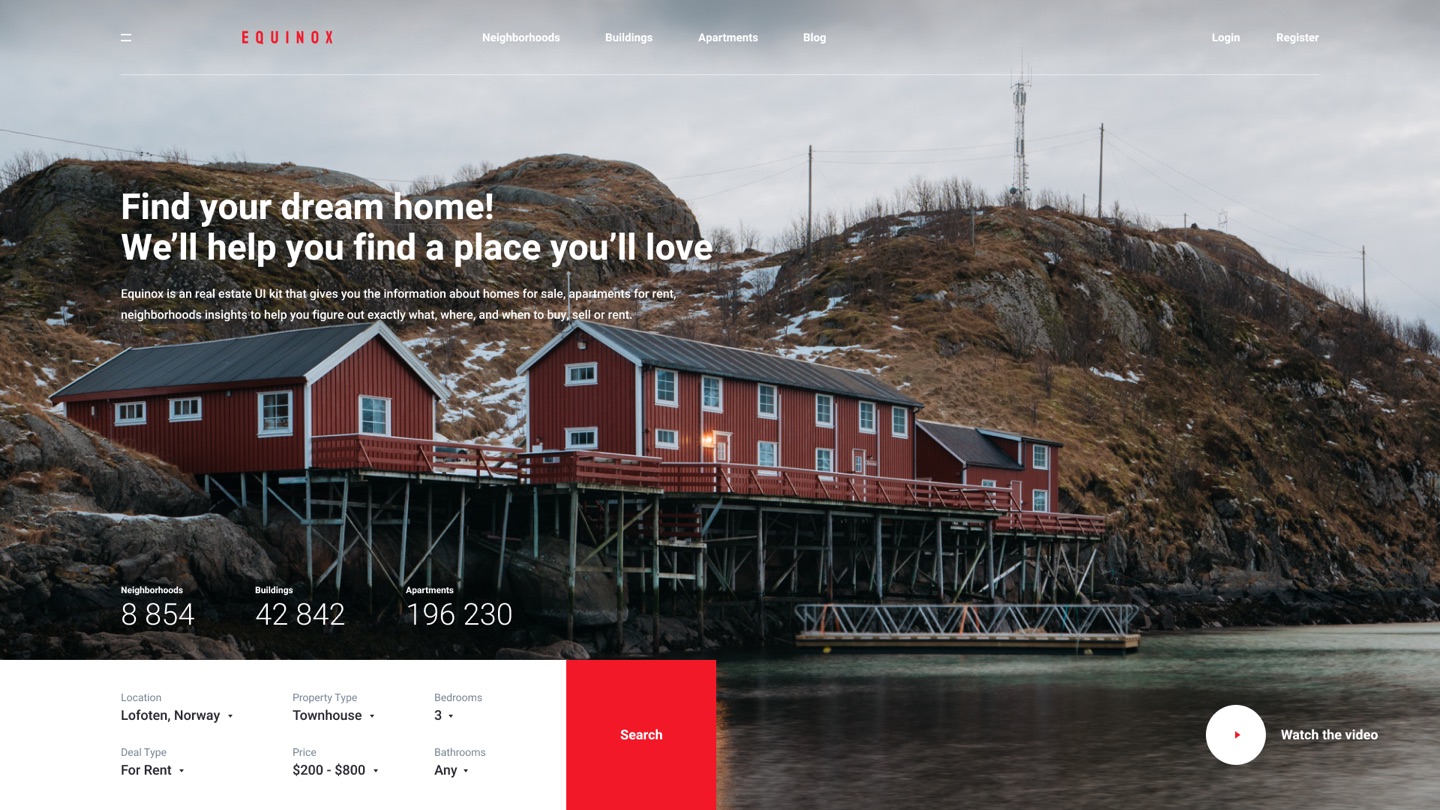 EQUINOX
Neighborhoods
Buildings
Apartments
Blog
Login
Register
Find your dream home!
We’ll help you find a place you’ll love
Equinox is an real estate UI kit that gives you the information about homes for sale, apartments for rent,
neighborhoods insights to help you figure out exactly what, where, and when to buy, sell or rent.
Neighborhoods
8 854
Buildings
42 842
Apartments
196 230
Location
Lofoten, Norway
Property Type
Townhouse
Bedrooms
3
Deal Type
For Rent
Price
$200 - $800
Bathrooms
Any
Search
Watch the video